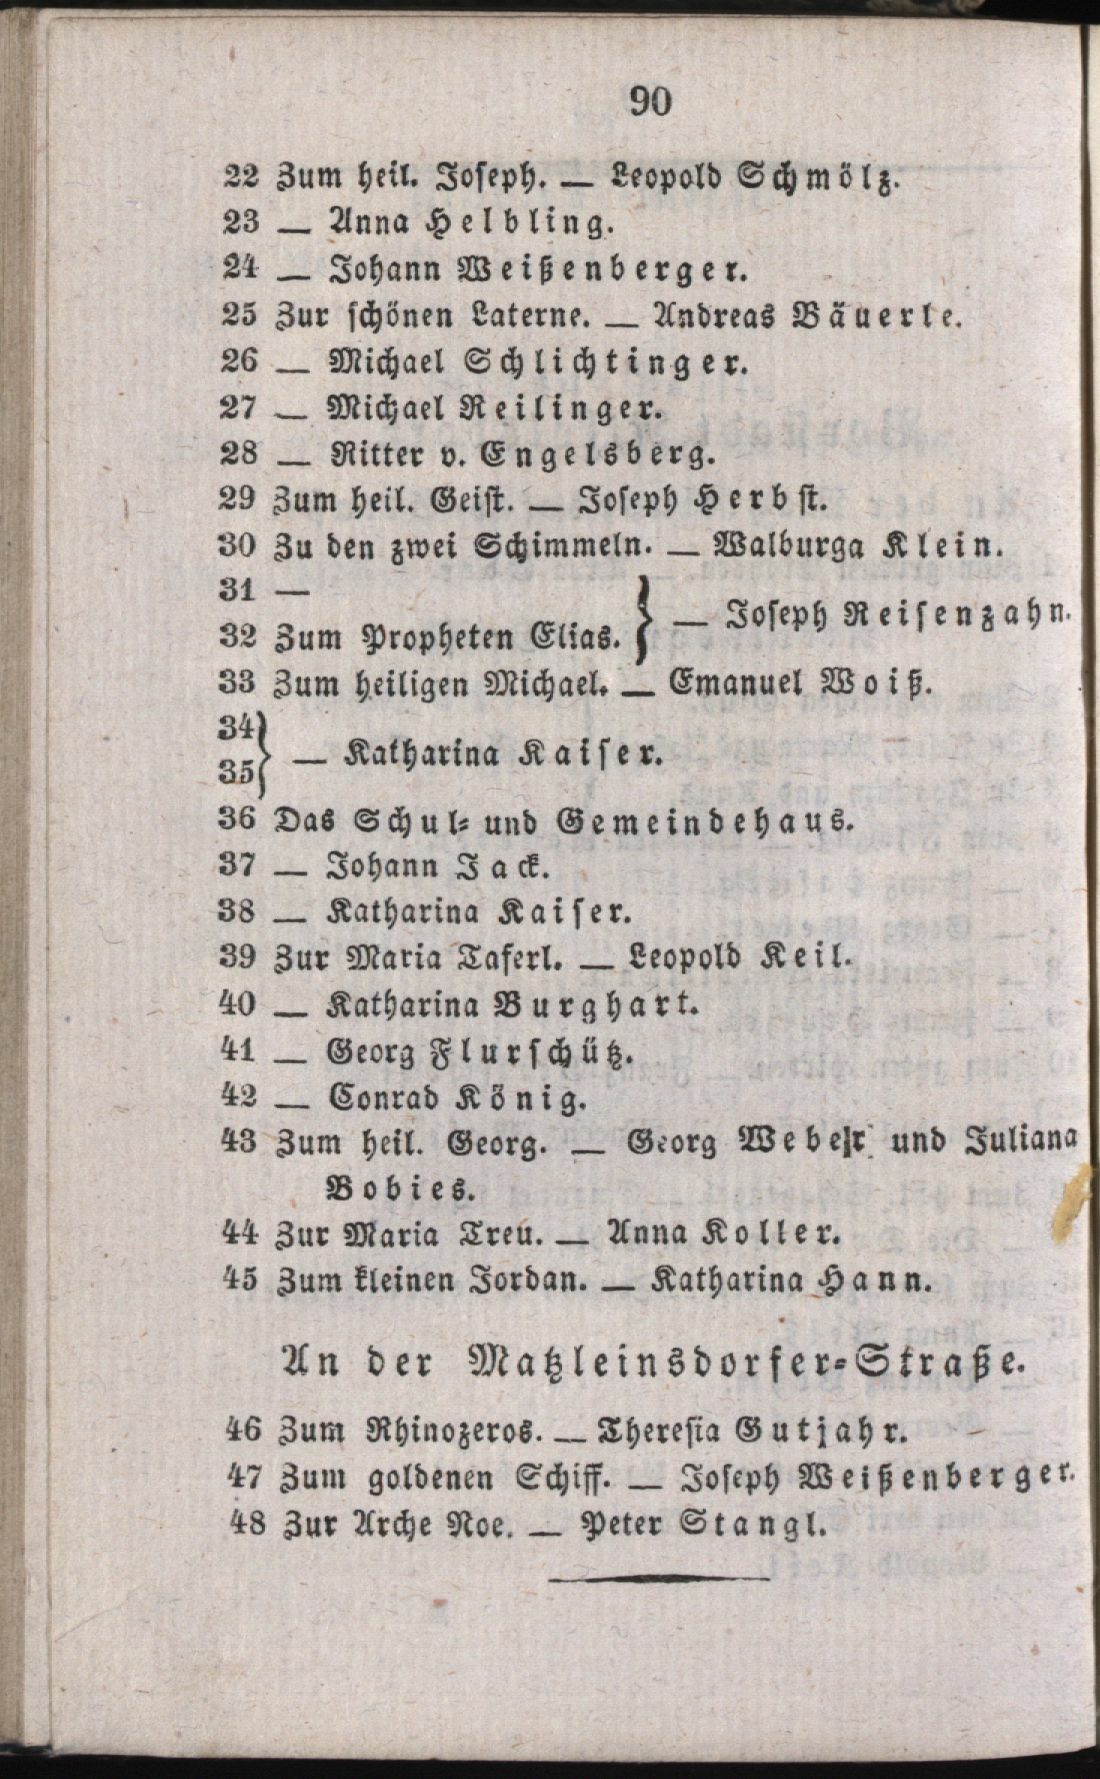 90
22 Zum heil. Joseph. — Leopold Schmölz.
23 — Anna Helbling.
24 — Johann Weißenberger.
25 Zur schönen Laterne. — Andreas Bäuerle.
26 — Michael Schlichtinger.
27 — Michael Reilinger.
28 — Ritter v. Engelsberg.
29 Zum heil. Geist. — Joseph Herbst.
30 Zu den zwei Schimmeln. — Walburga Klein.
31 —
32 Zum Propheten Elias. } — Joseph Reisenzahn.
33 Zum heiligen Michael. — Emanuel Woiß.
34
35 } — Katharina Kaiser.
36 Das Schul- und Gemeindehaus.
37 — Johann Jack.
38 — Katharina Kaiser.
39 Zur Maria Taferl. — Leopold Keil.
40 — Katharina Burghart.
41 — Georg Flurschütz.
42 — Conrad König.
43 Zum heil. Georg. — Georg Weber und Juliana
Bobies.
44 Zur Maria Treu. — Anna Koller.
45 Zum kleinen Jordan. — Katharina Hann.
An der Matzleinsdorfer-Straße.
46 Zum Rhinozeros. — Theresia Gutjahr.
47 Zum goldenen Schiff. — Joseph Weißenberger.
48 Zur Arche Noe. — Peter Stangl.